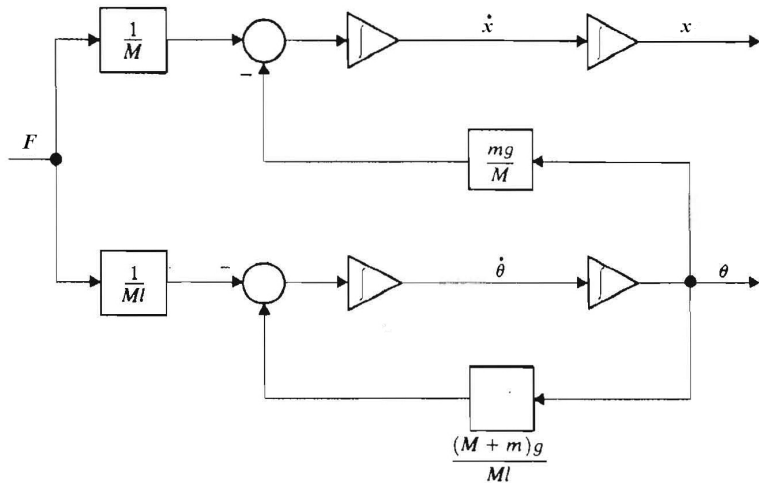 1/M
−
∫
ẋ
∫
x
F
mg/M
1/Ml
−
∫
θ̇
∫
θ
(M + m)g/Ml